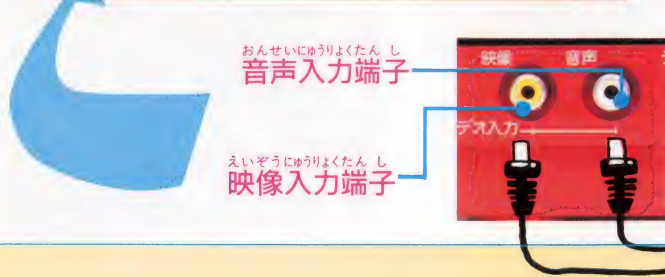 おんせいにゅうりょくたんし
音声入力端子
映像 音声
デオ入力
えいぞうにゅうりょくたんし
映像入力端子